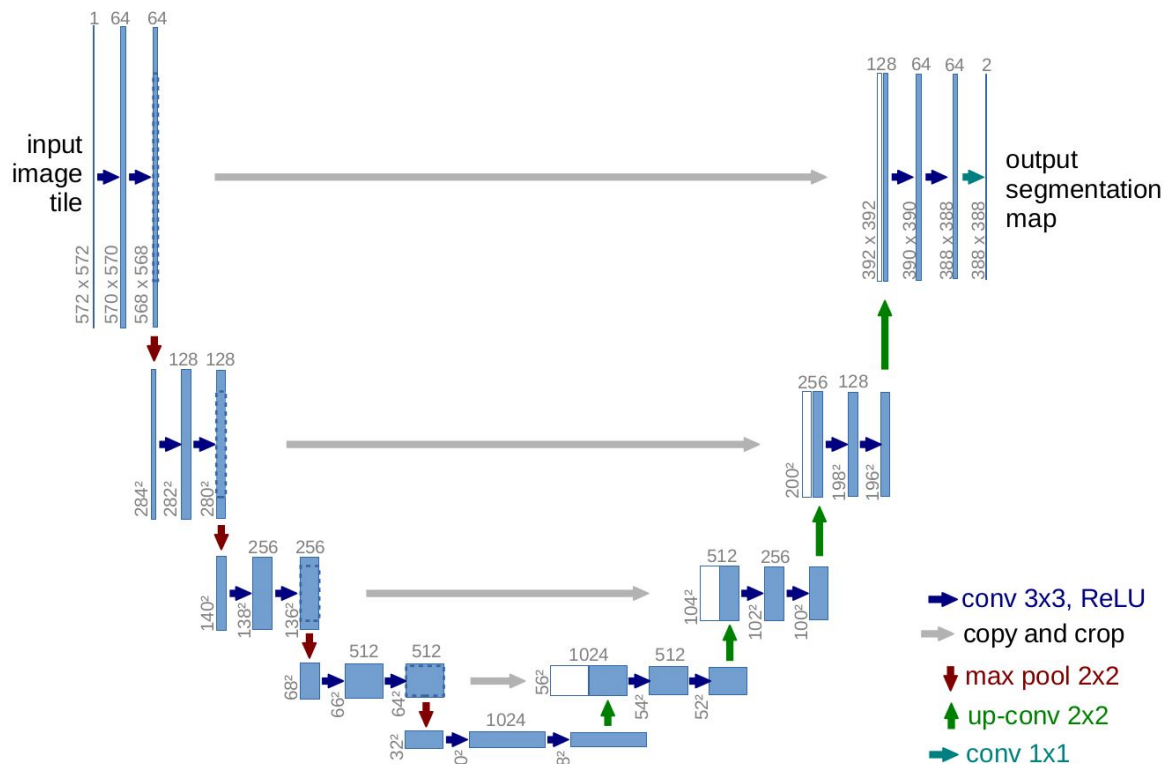 1 64 64
128 64 64 2
input
image
tile
output
segmentation
map
572 x 572
570 x 570
568 x 568
392 x 392
390 x 390
388 x 388
388 x 388
128 128
256 128
284²
282²
280²
200²
198²
196²
256 256
512 256
140²
138²
136²
104²
102²
100²
512 512
1024 512
68²
66²
64²
56²
54²
52²
1024
32²
conv 3x3, ReLU
copy and crop
max pool 2x2
up-conv 2x2
conv 1x1